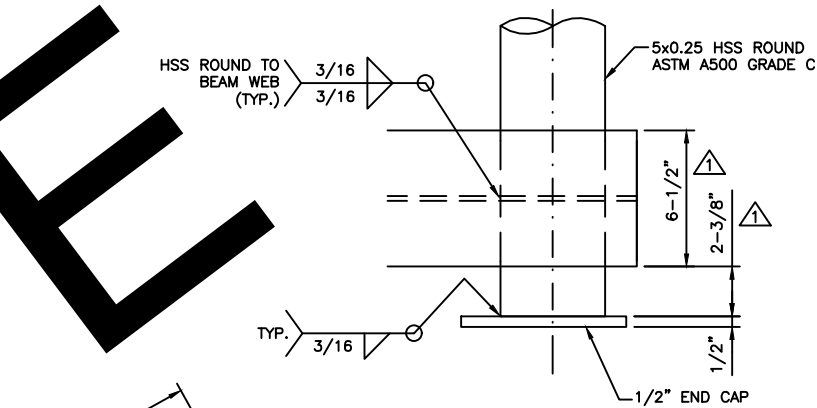 HSS ROUND TO
BEAM WEB
(TYP.)
3/16
3/16
5x0.25 HSS ROUND
ASTM A500 GRADE C
6-1/2"
1
2-3/8"
1
TYP.
3/16
1/2"
1/2" END CAP
E